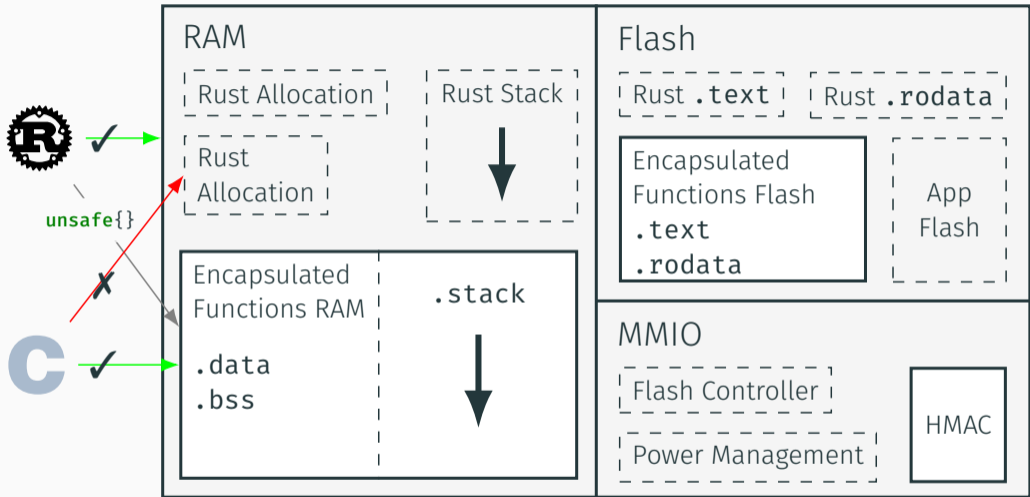 RAM
Rust Allocation
Rust
Allocation
Rust Stack
R
unsafe{}
C
Encapsulated
Functions RAM
.data
.bss
.stack
Flash
Rust .text
Rust .rodata
Encapsulated
Functions Flash
.text
.rodata
App
Flash
MMIO
Flash Controller
Power Management
HMAC